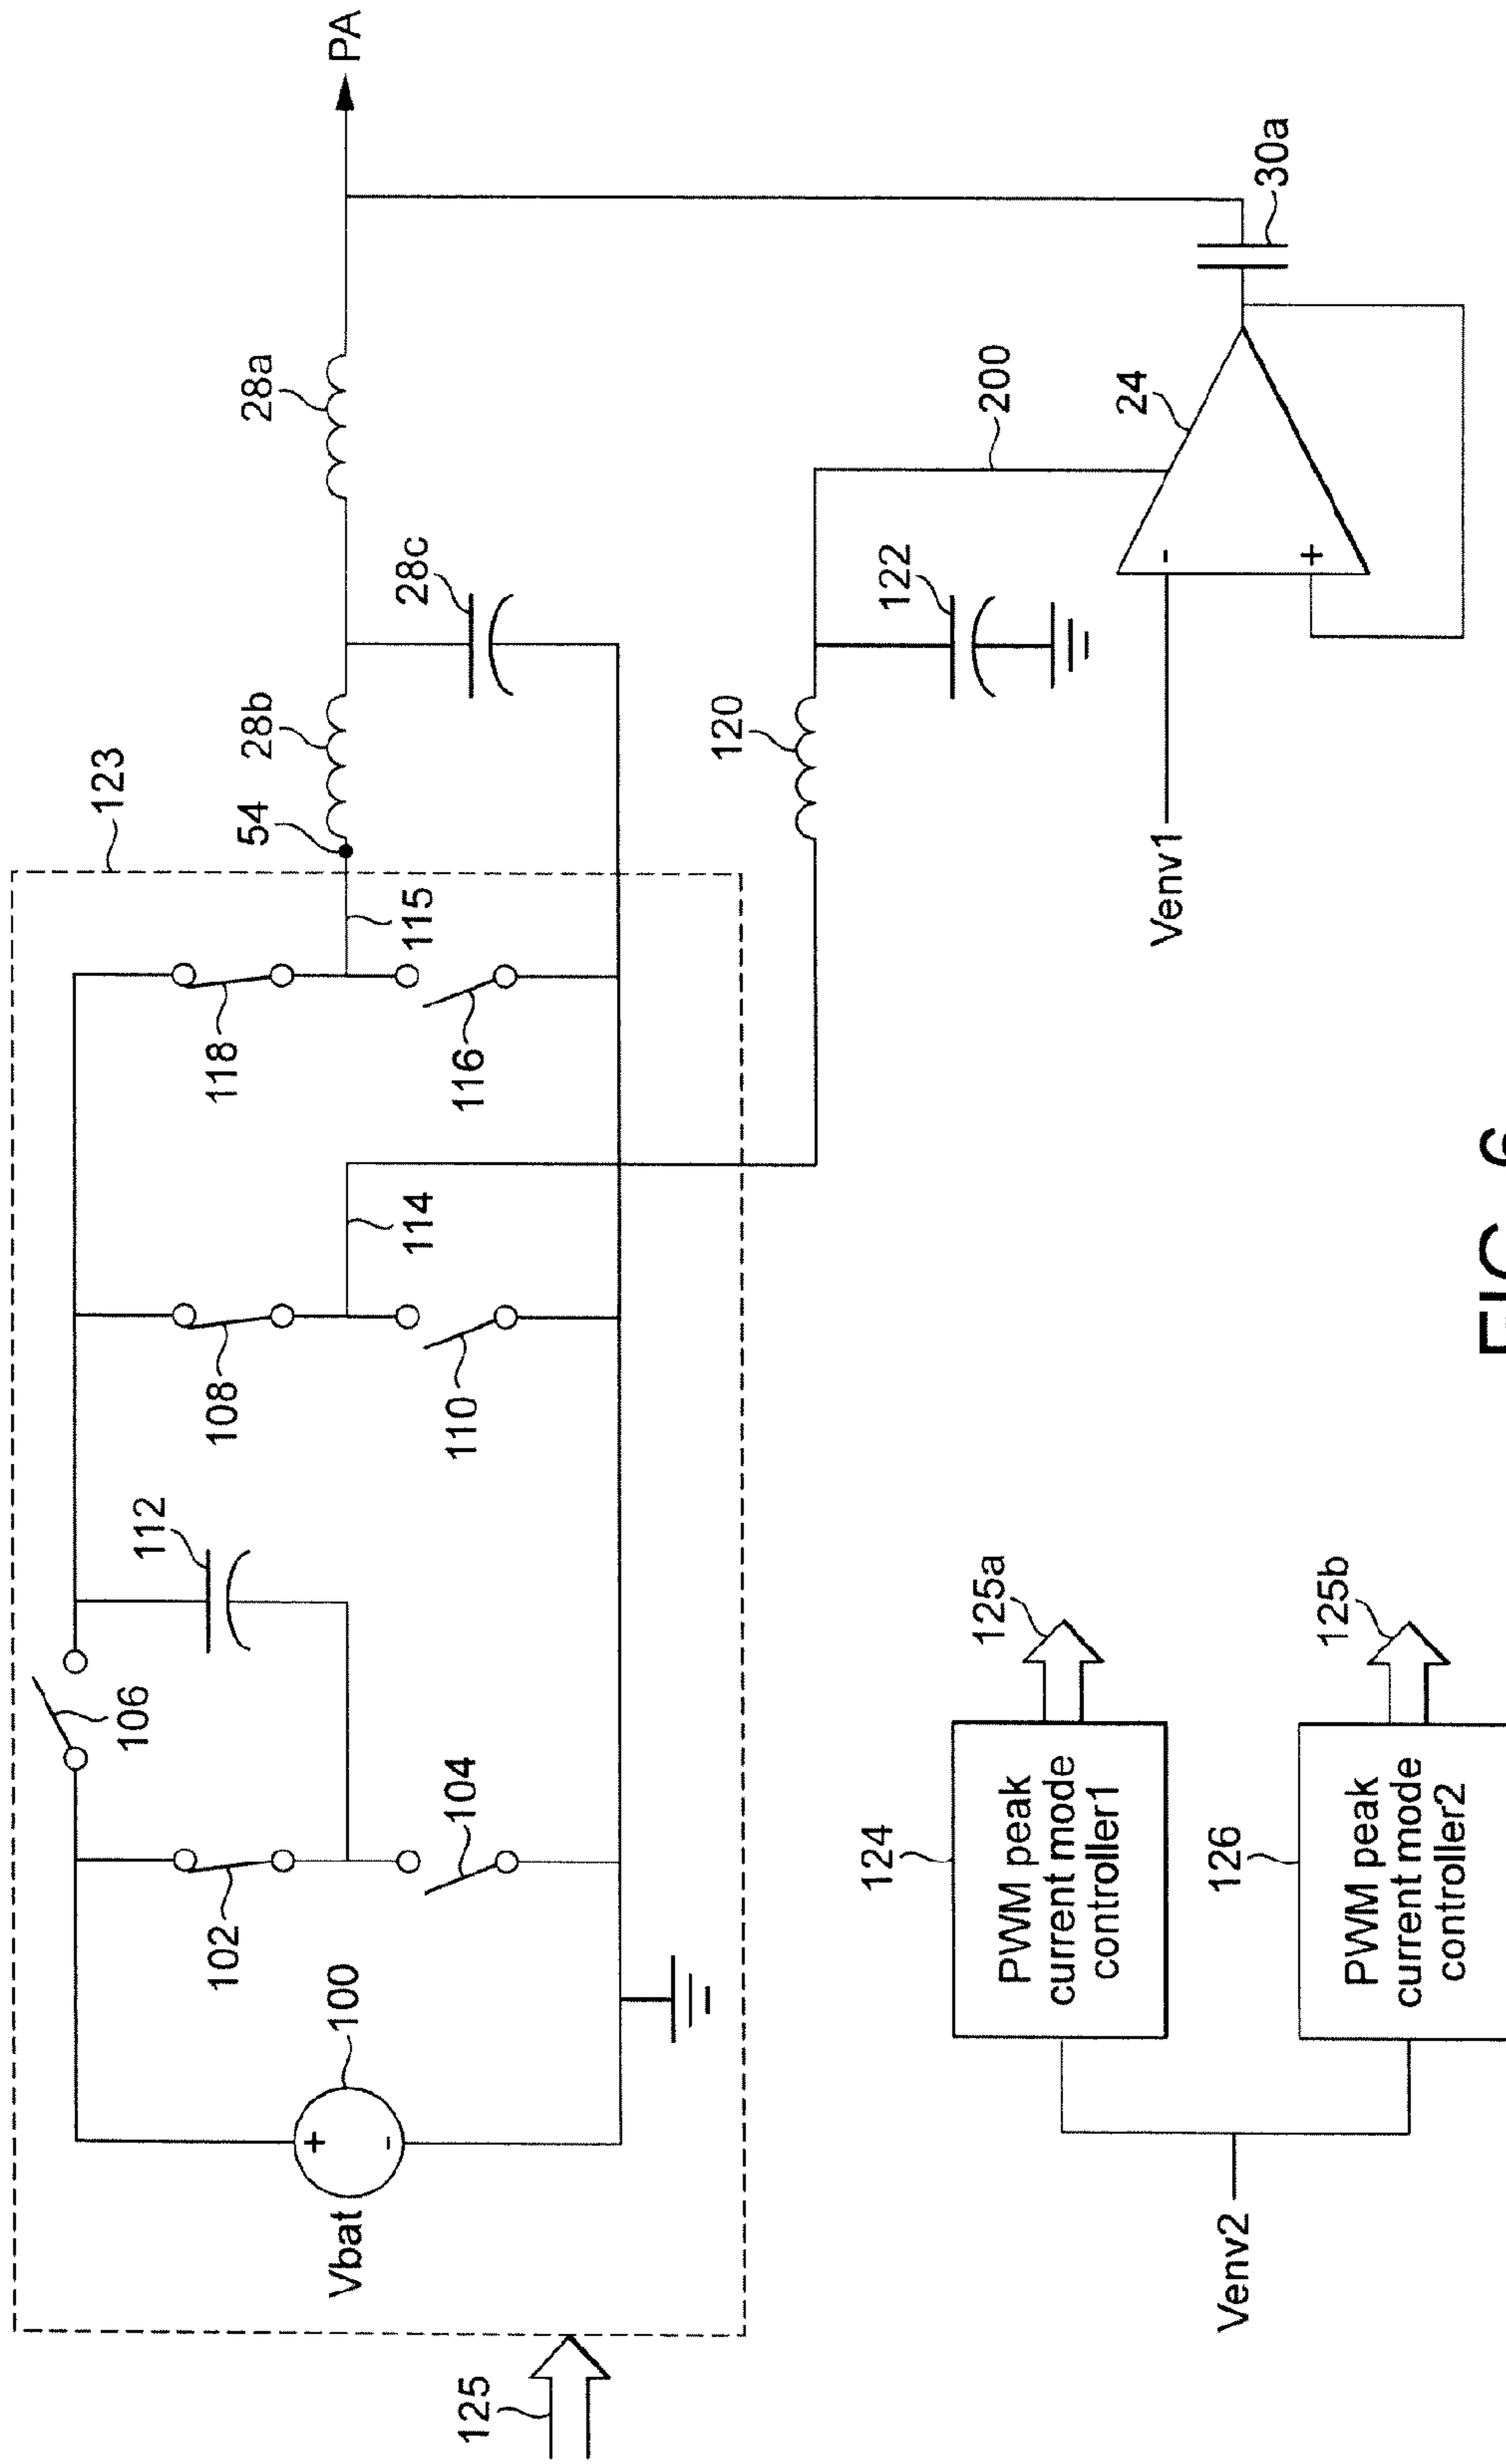 123
106
118
28a
PA
102
112
108
54
28b
100
Vbat
+
-
104
110
114
116
115
28c
125
120
122
200
24
30a
Venv1
-
+
124
PWM peak
current mode
controller1
125a
Venv2
126
PWM peak
current mode
controller2
125b